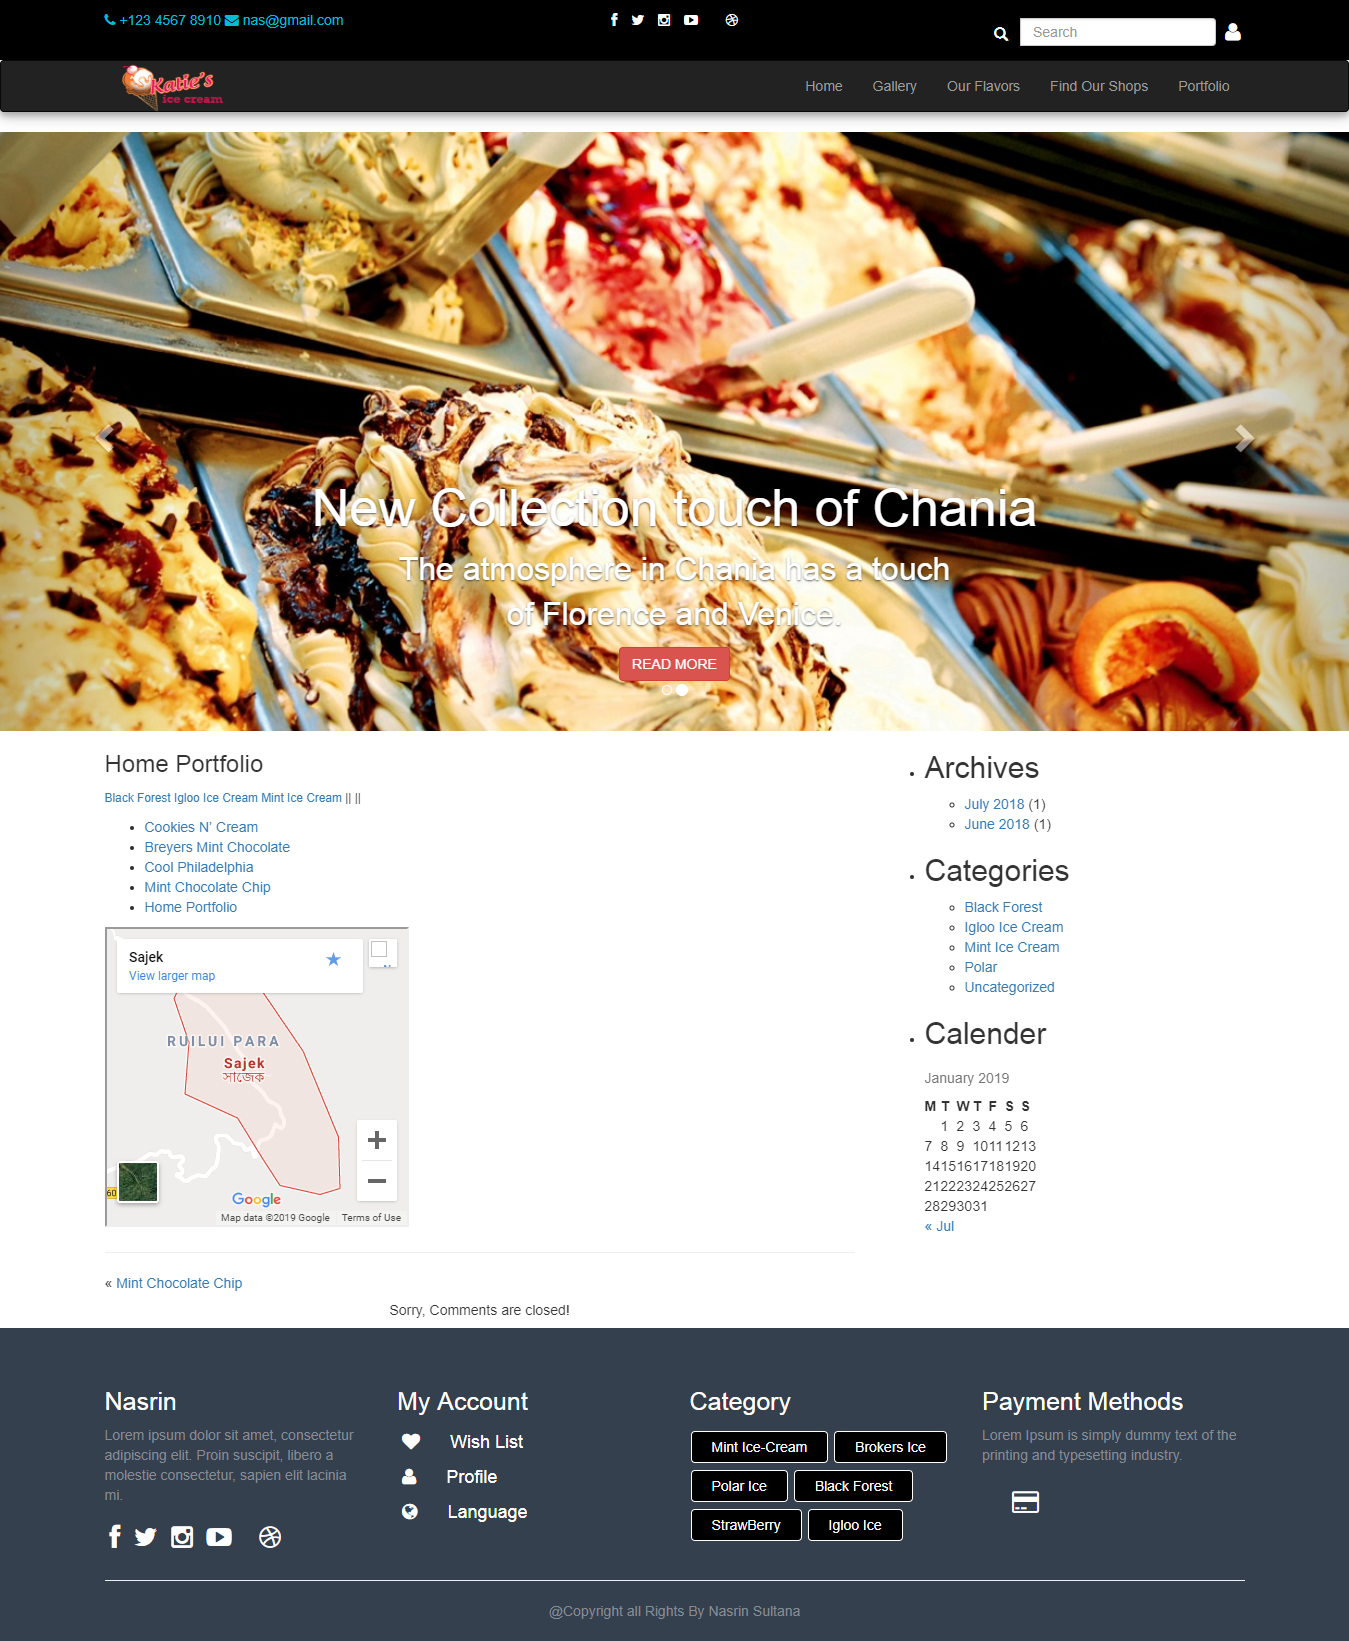 +123 4567 8910 nas@gmail.com
Search
Katie's
ice cream
Home Gallery Our Flavors Find Our Shops Portfolio
New Collection touch of Chania
The atmosphere in Chania has a touch
of Florence and Venice.
READ MORE
Home Portfolio
Black Forest Igloo Ice Cream Mint Ice Cream || ||
Cookies N' Cream
Breyers Mint Chocolate
Cool Philadelphia
Mint Chocolate Chip
Home Portfolio
Sajek
View larger map
RUILUI PARA
Sajek
সাজেক
60
Google
Map data ©2019 Google Terms of Use
« Mint Chocolate Chip
Sorry, Comments are closed!
Archives
July 2018 (1)
June 2018 (1)
Categories
Black Forest
Igloo Ice Cream
Mint Ice Cream
Polar
Uncategorized
Calender
January 2019
M T W T F S S
1 2 3 4 5 6
7 8 9 10 11 12 13
14 15 16 17 18 19 20
21 22 23 24 25 26 27
28 29 30 31
« Jul
Nasrin
Lorem ipsum dolor sit amet, consectetur
adipiscing elit. Proin suscipit, libero a
molestie consectetur, sapien elit lacinia
mi.
My Account
Wish List
Profile
Language
Category
Mint Ice-Cream Brokers Ice
Polar Ice Black Forest
StrawBerry Igloo Ice
Payment Methods
Lorem Ipsum is simply dummy text of the
printing and typesetting industry.
@Copyright all Rights By Nasrin Sultana